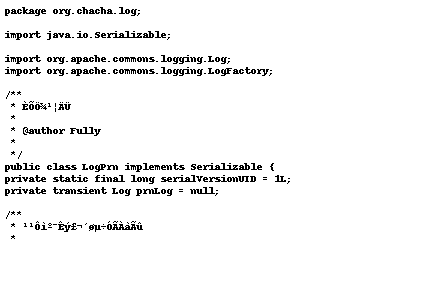 package org.chacha.log;
import java.io.Serializable;
import org.apache.commons.logging.Log;
import org.apache.commons.logging.LogFactory;
/**
* ÈÕÖ¾¹¦ÄÜ
*
* @author Fully
*
*/
public class LogPrn implements Serializable {
private static final long serialVersionUID = 1L;
private transient Log prnLog = null;
/**
* ¹¹Ôì²ÎÊý£¬´øµ÷ÓÃÀàÃû
*